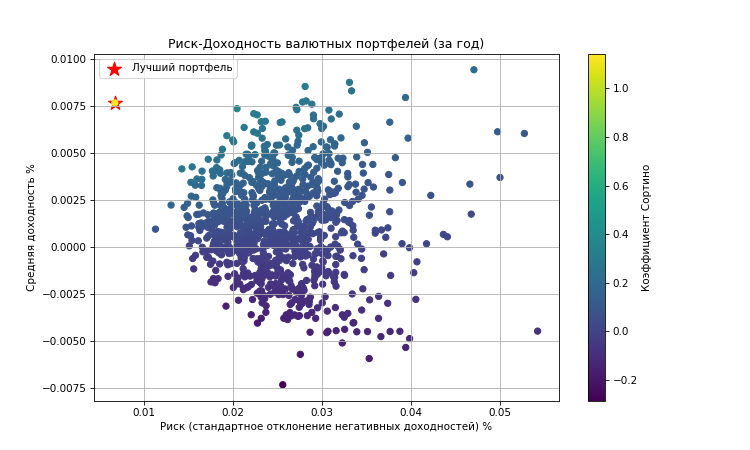 Риск-Доходность валютных портфелей (за год)
Лучший портфель
0.0100
0.0075
0.0050
0.0025
0.0000
−0.0025
−0.0050
−0.0075
Средняя доходность %
0.01 0.02 0.03 0.04 0.05
Риск (стандартное отклонение негативных доходностей) %
1.0
0.8
0.6
0.4
0.2
0.0
−0.2
Коэффициент Сортино